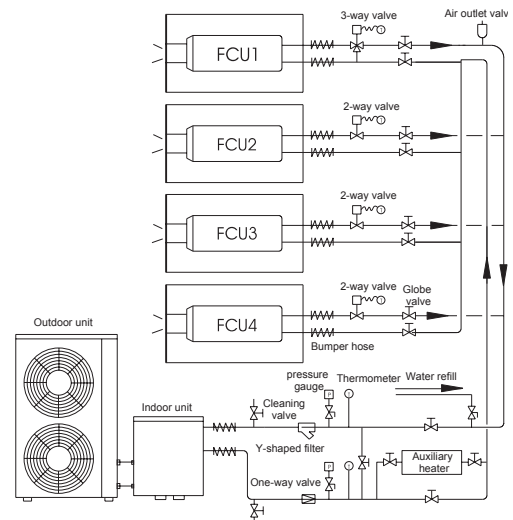 3-way valve
Air outlet valv
FCU1
2-way valve
FCU2
2-way valve
FCU3
2-way valve
Globe
valve
FCU4
Bumper hose
Outdoor unit
pressure
gauge
Thermometer
Water refill
Cleaning
valve
Indoor unit
Y-shaped filter
Auxiliary
heater
One-way valve
P
T
P
T